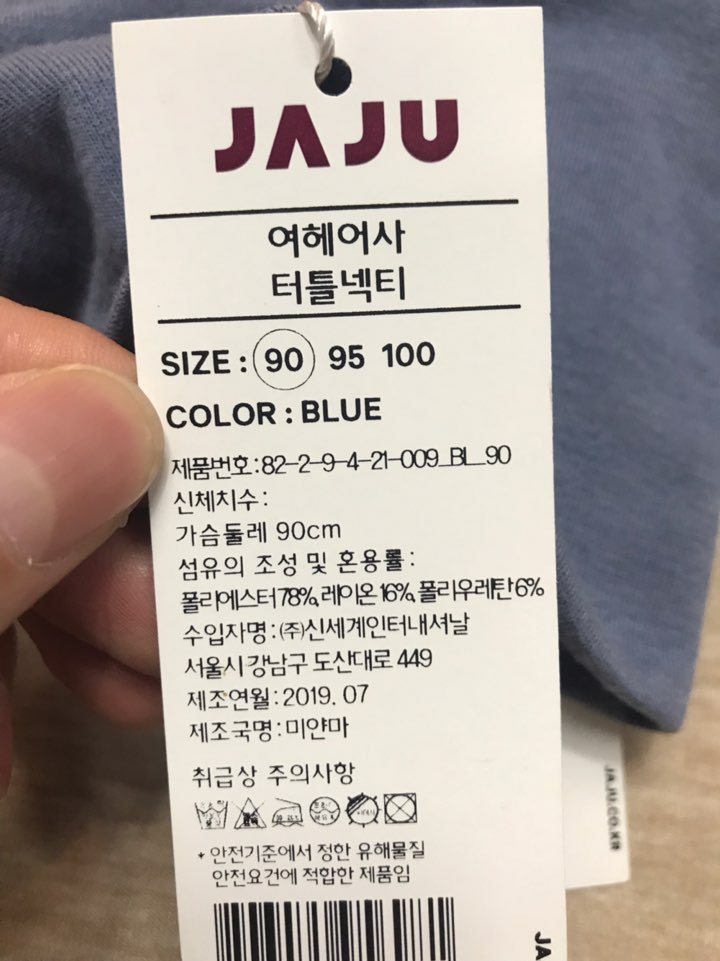 JAJU
여헤어사
터틀넥티
SIZE : 90 95 100
COLOR : BLUE
제품번호:82-2-9-4-21-009_BL_90
신체치수:
가슴둘레 90cm
섬유의 조성 및 혼용률:
폴리에스터78%,레이온16%,폴리우레탄6%
수입자명:(주)신세계인터내셔날
서울시 강남구 도산대로 449
제조연월:2019. 07
제조국명:미얀마
취급상 주의사항
* 안전기준에서 정한 유해물질
안전요건에 적합한 제품임
JA
JAJU.CO.KR